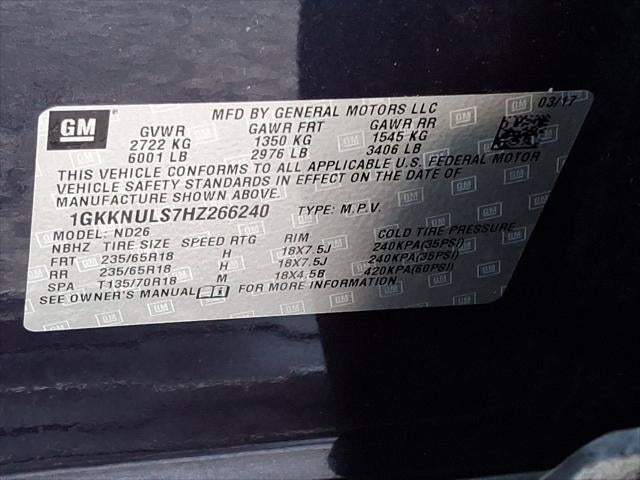 GM
MFD BY GENERAL MOTORS LLC 03/17
GVWR GAWR FRT GAWR RR
2722 KG 1350 KG 1545 KG
6001 LB 2976 LB 3406 LB
THIS VEHICLE CONFORMS TO ALL APPLICABLE U.S. FEDERAL MOTOR
VEHICLE SAFETY STANDARDS IN EFFECT ON THE DATE OF
MANUFACTURE SHOWN ABOVE.
1GKKNULS7HZ266240 TYPE: M.P.V.
MODEL: ND26
NBHZ TIRE SIZE SPEED RTG RIM COLD TIRE PRESSURE
FRT 235/65R18 H 18X7.5J 240KPA(35PSI)
RR 235/65R18 H 18X7.5J 240KPA(35PSI)
SPA T135/70R18 M 18X4.5B 420KPA(60PSI)
SEE OWNER'S MANUAL FOR MORE INFORMATION